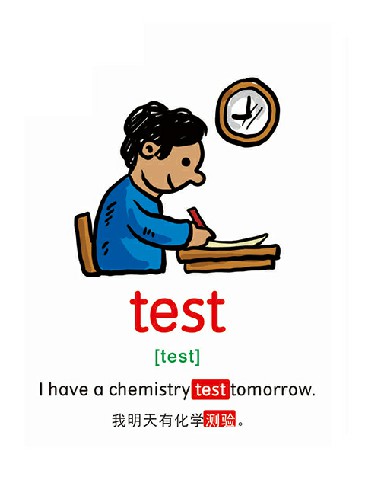 test
[test]
I have a chemistry test tomorrow.
我明天有化学测验。